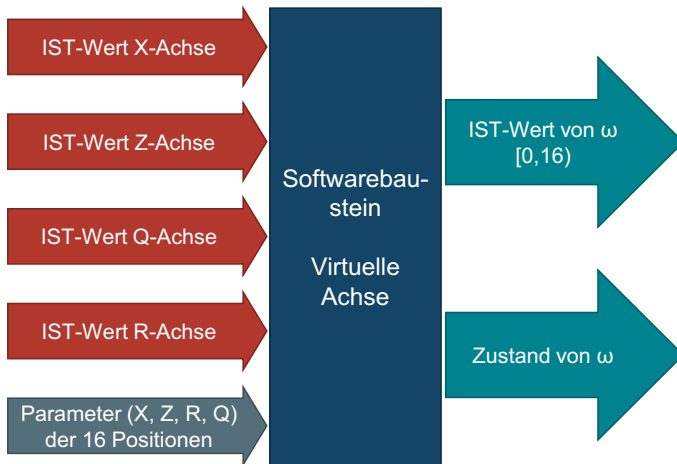 IST-Wert X-Achse
IST-Wert Z-Achse
IST-Wert Q-Achse
IST-Wert R-Achse
Parameter (X, Z, R, Q)
der 16 Positionen
Softwarebau-
stein
Virtuelle
Achse
IST-Wert von ω
[0,16)
Zustand von ω